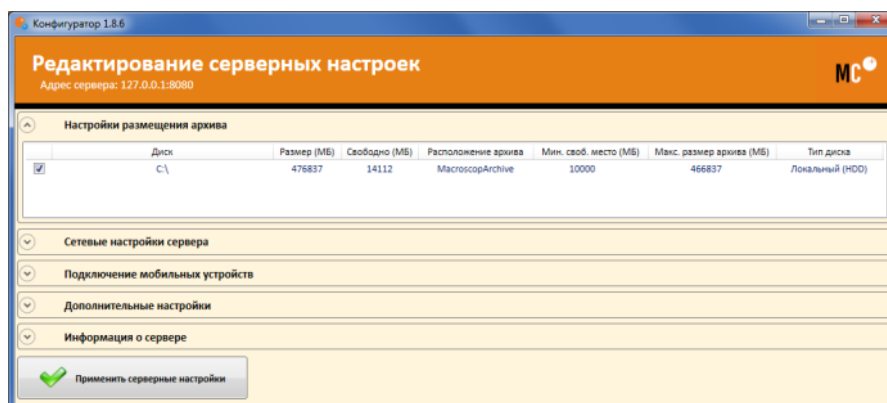 Конфигуратор 1.8.6
Редактирование серверных настроек
Адрес сервера: 127.0.0.1:8080
МС
Настройки размещения архива
Диск Размер (МБ) Свободно (МБ) Расположение архива Мин. своб. место (МБ) Макс. размер архива (МБ) Тип диска
C:\ 476837 14112 MacroscopArchive 10000 466837 Локальный (HDD)
Сетевые настройки сервера
Подключение мобильных устройств
Дополнительные настройки
Информация о сервере
Применить серверные настройки